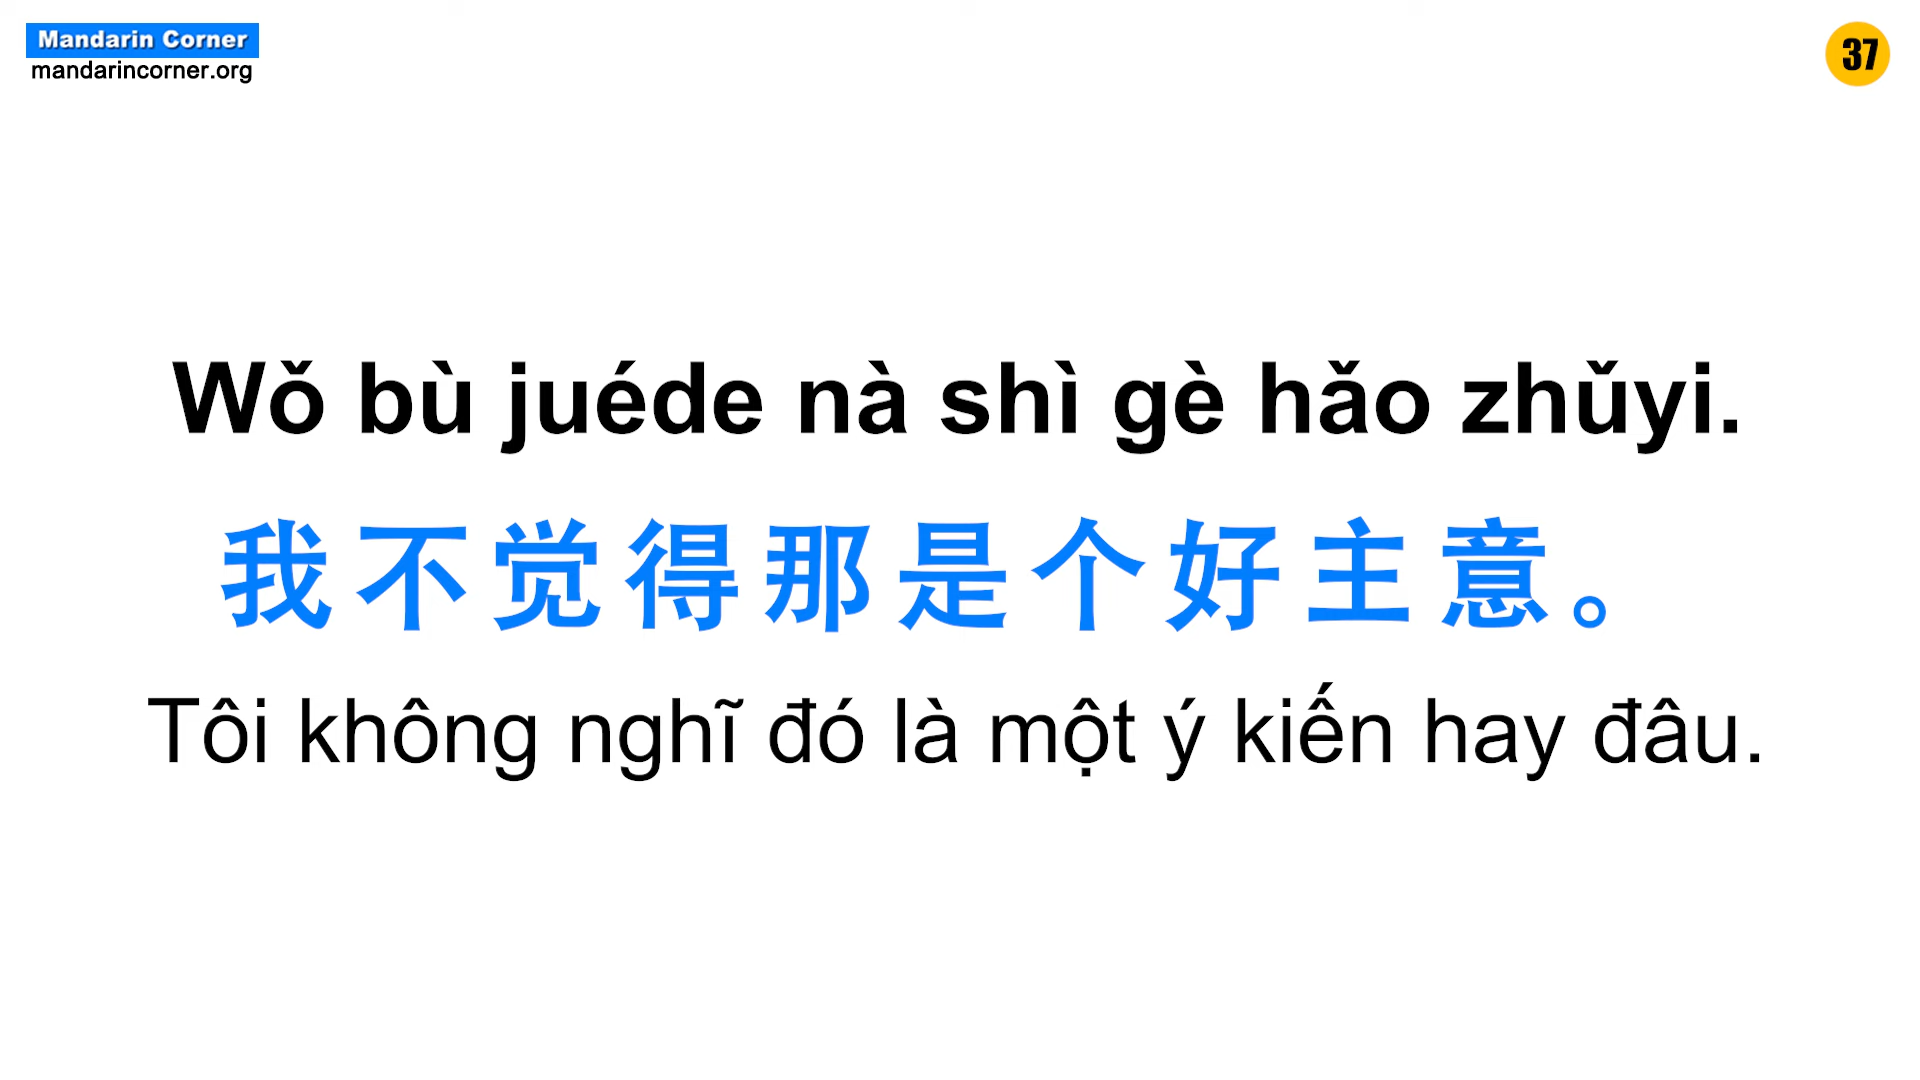 Mandarin Corner
mandarincorner.org
37
Wǒ bù juéde nà shì gè hǎo zhǔyi.
我不觉得那是个好主意。
Tôi không nghĩ đó là một ý kiến hay đâu.